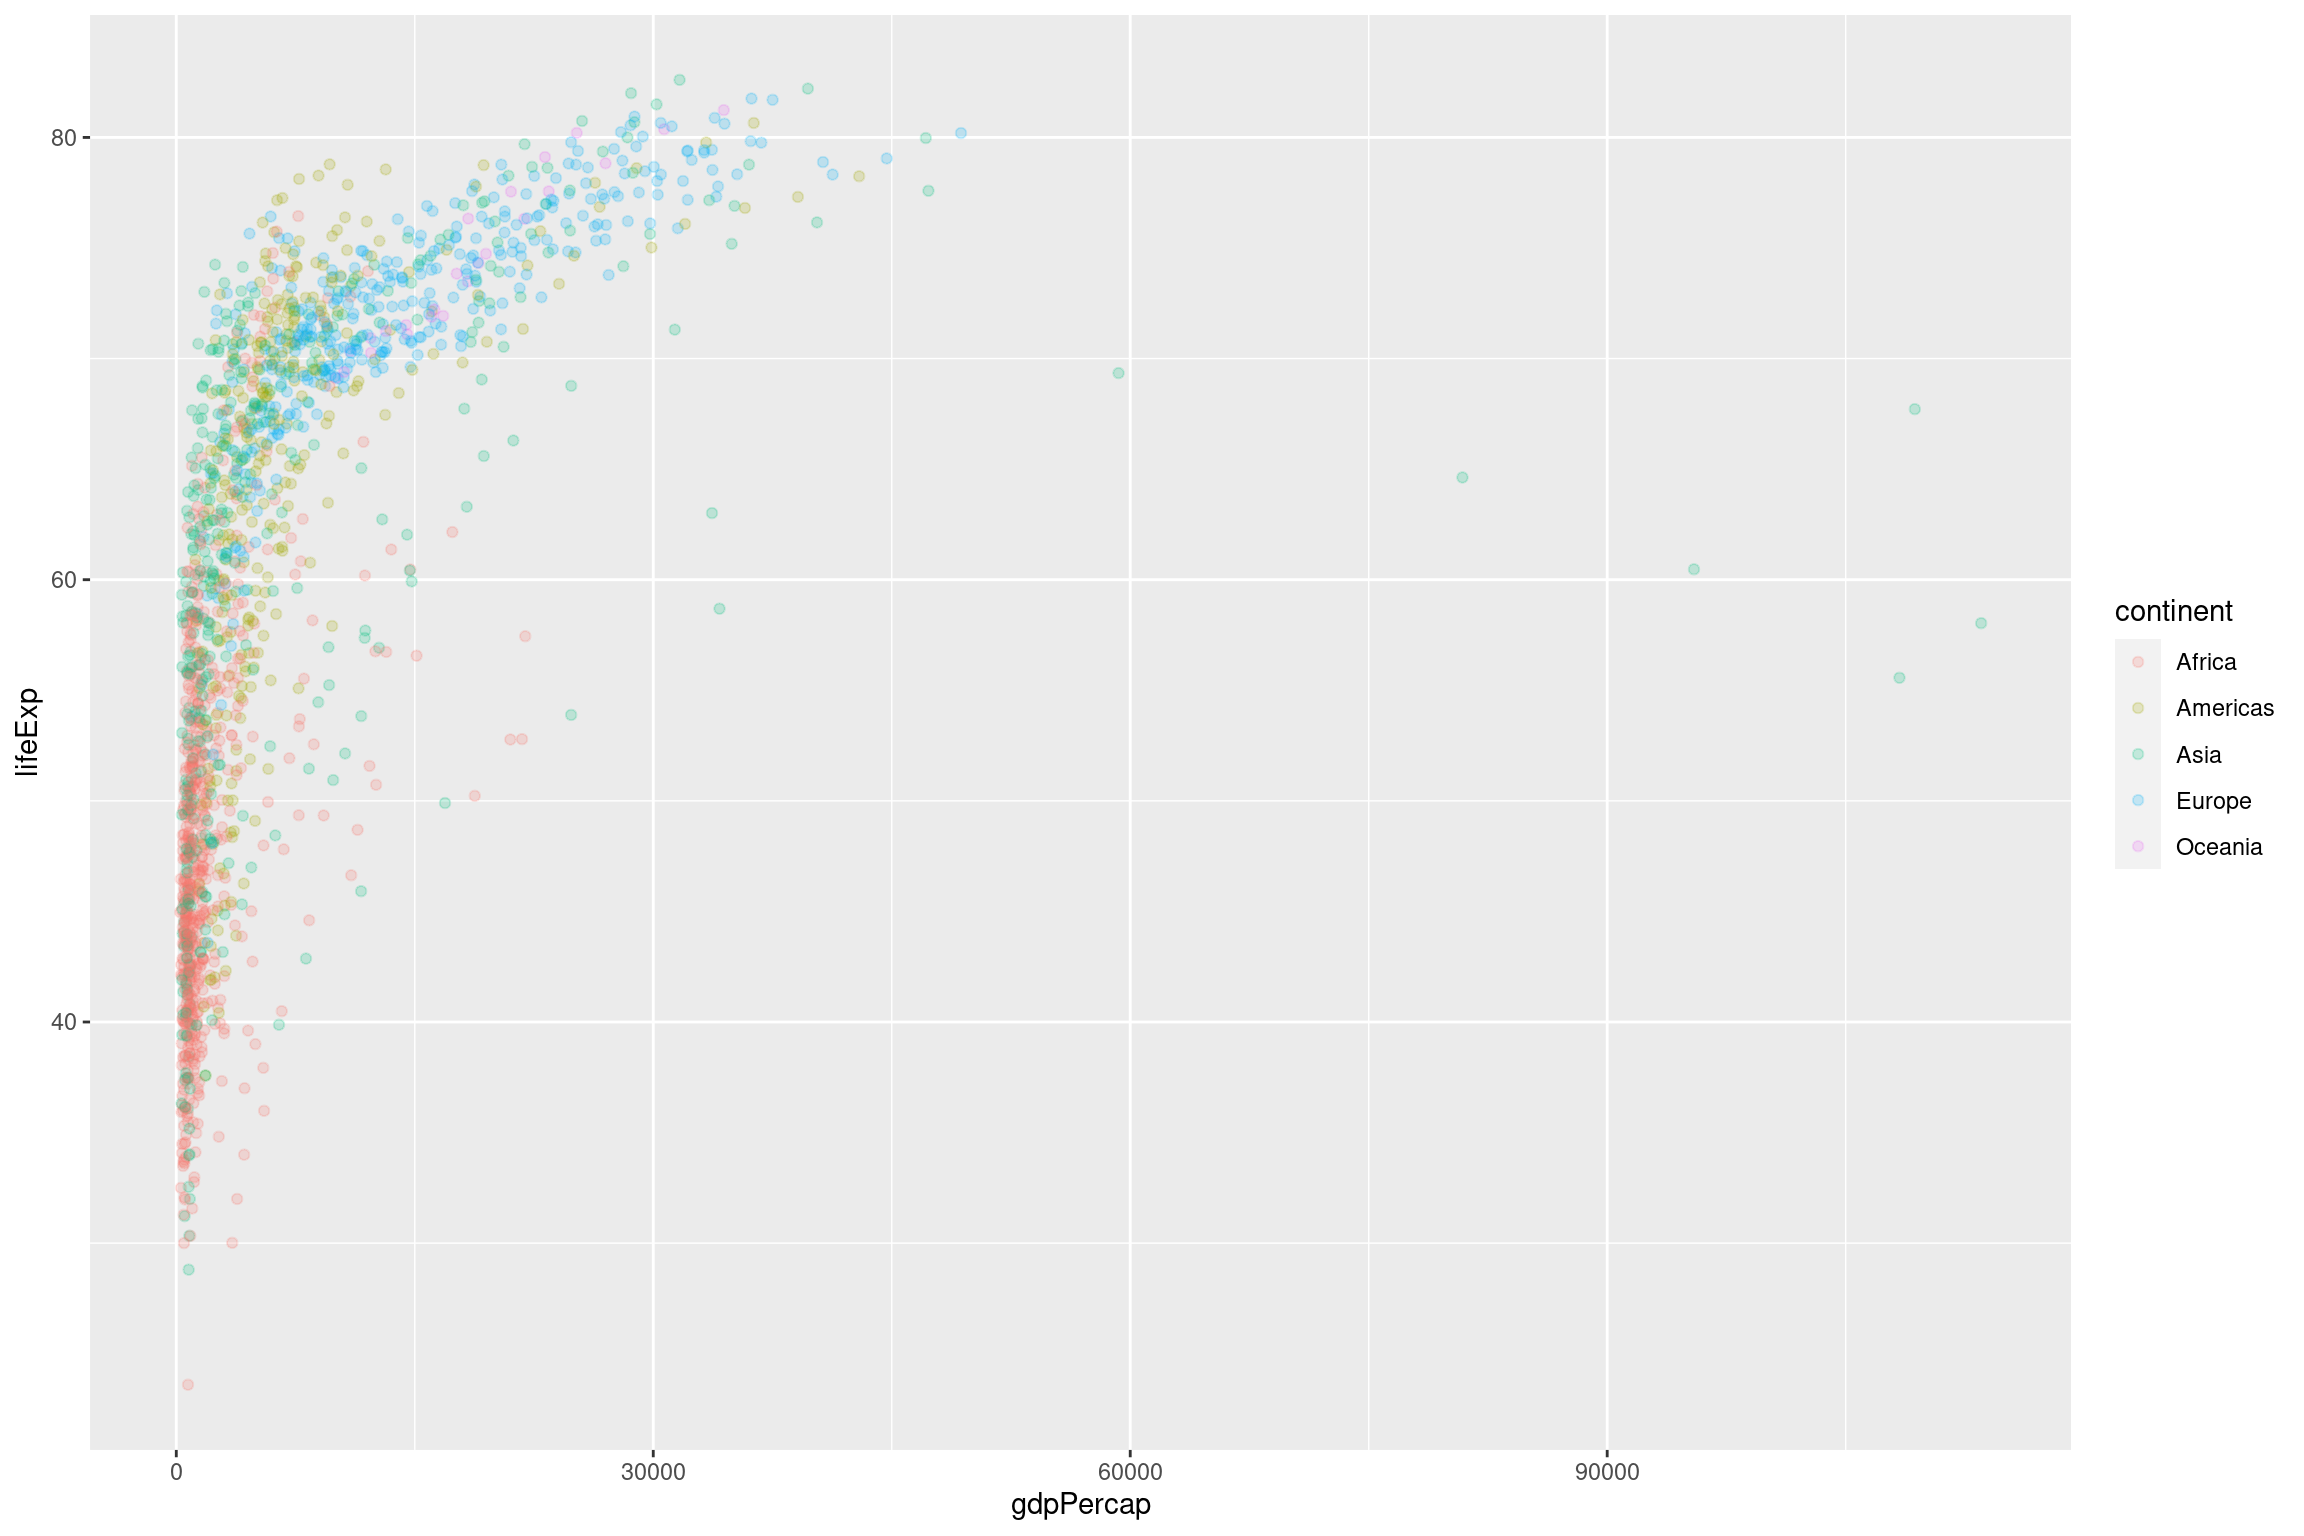 80
60
40
lifeExp
0 30000 60000 90000
gdpPercap
continent
Africa
Americas
Asia
Europe
Oceania